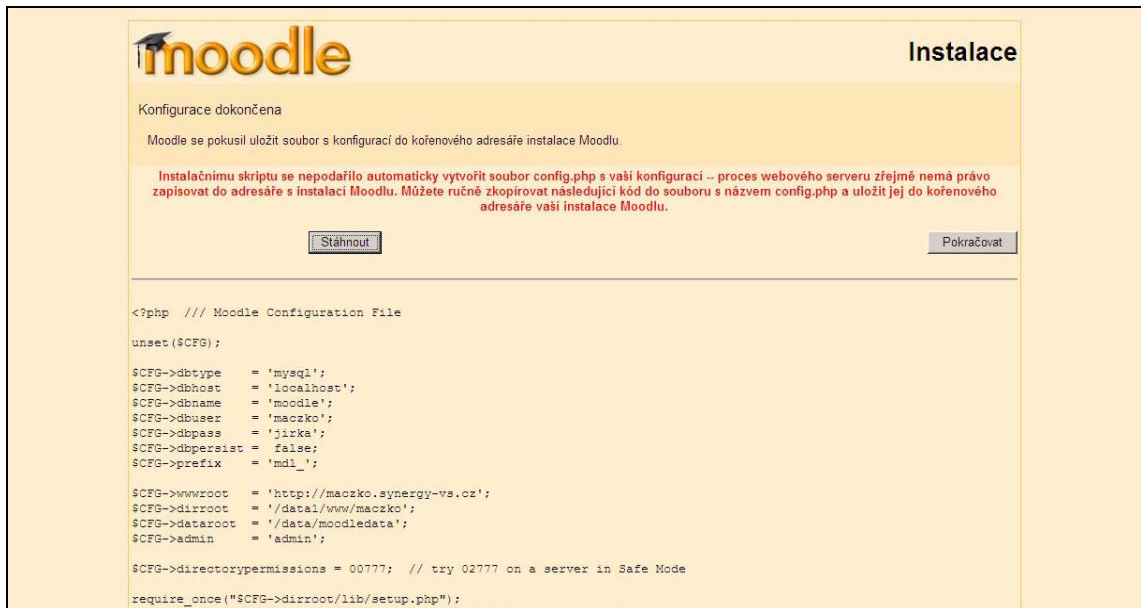 moodle
Instalace
Konfigurace dokončena
Moodle se pokusil uložit soubor s konfigurací do kořenového adresáře instalace Moodlu.
Instalačnímu skriptu se nepodařilo automaticky vytvořit soubor config.php s vaší konfigurací -- proces webového serveru zřejmě nemá právo
zapisovat do adresáře s instalací Moodlu. Můžete ručně zkopírovat následující kód do souboru s názvem config.php a uložit jej do kořenového
adresáře vaší instalace Moodlu.
Stáhnout
Pokračovat
<?php  /// Moodle Configuration File
unset($CFG);
$CFG->dbtype    = 'mysql';
$CFG->dbhost    = 'localhost';
$CFG->dbname    = 'moodle';
$CFG->dbuser    = 'maczko';
$CFG->dbpass    = 'jirka';
$CFG->dbpersist =  false;
$CFG->prefix    = 'mdl_';
$CFG->wwwroot   = 'http://maczko.synergy-vs.cz';
$CFG->dirroot   = '/data1/www/maczko';
$CFG->dataroot  = '/data/moodledata';
$CFG->admin     = 'admin';
$CFG->directorypermissions = 00777;  // try 02777 on a server in Safe Mode
require_once("$CFG->dirroot/lib/setup.php");